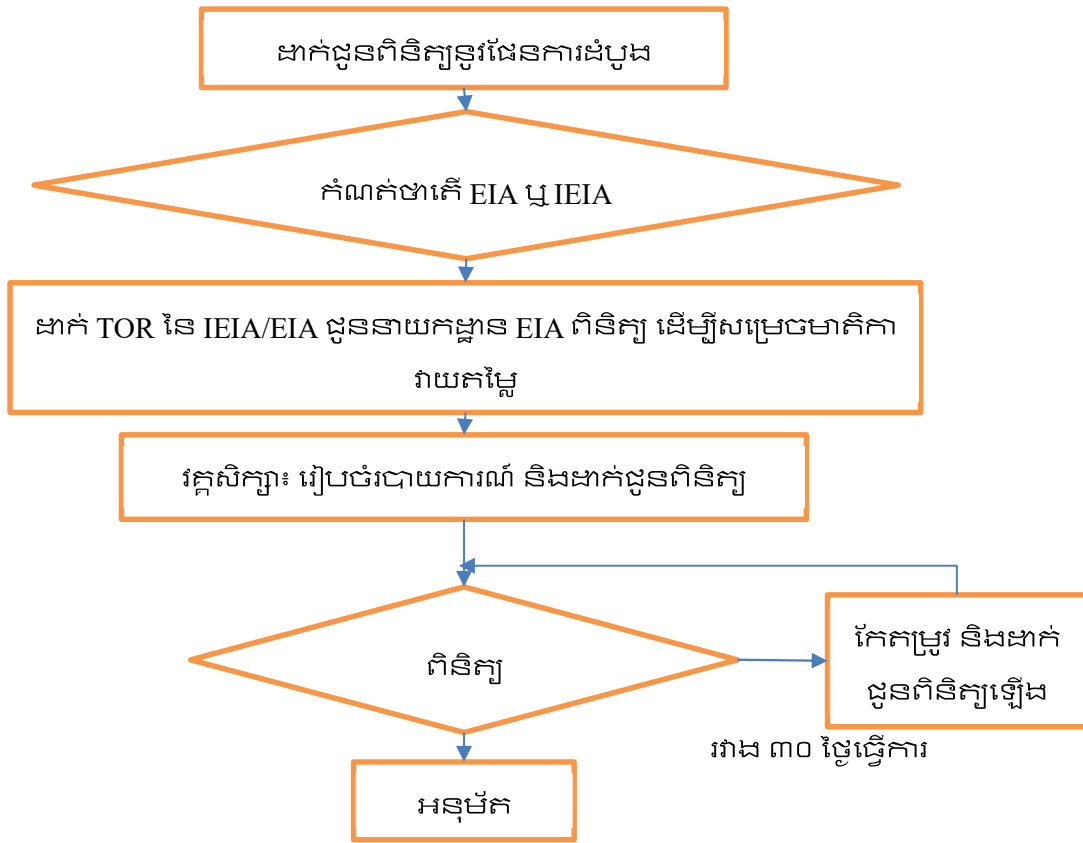 ដាក់ជូនពិនិត្យនូវផែនការដំបូង
កំណត់ថាតើ EIA ឬ IEIA
ដាក់ TOR នៃ IEIA/EIA ជូននាយកដ្ឋាន EIA ពិនិត្យ ដើម្បីសម្រេចមាតិកា
វាយតម្លៃ
វគ្គសិក្សា៖ រៀបចំរបាយការណ៍ និងដាក់ជូនពិនិត្យ
ពិនិត្យ
កែតម្រូវ និងដាក់
ជូនពិនិត្យឡើង
រវាង ៣០ ថ្ងៃធ្វើការ
អនុម័ត